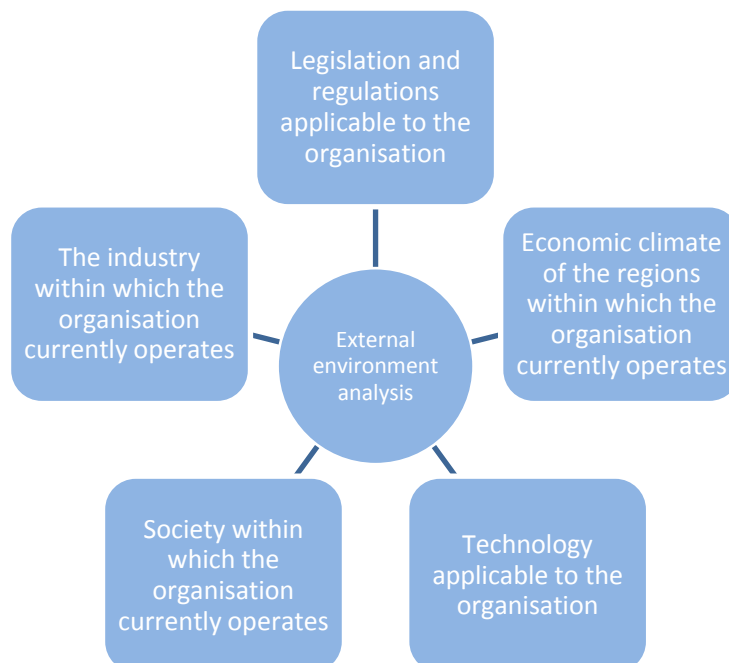 Legislation and
regulations
applicable to the
organisation
The industry
within which the
organisation
currently operates
Economic climate
of the regions
within which the
organisation
currently operates
External
environment
analysis
Society within
which the
organisation
currently operates
Technology
applicable to the
organisation